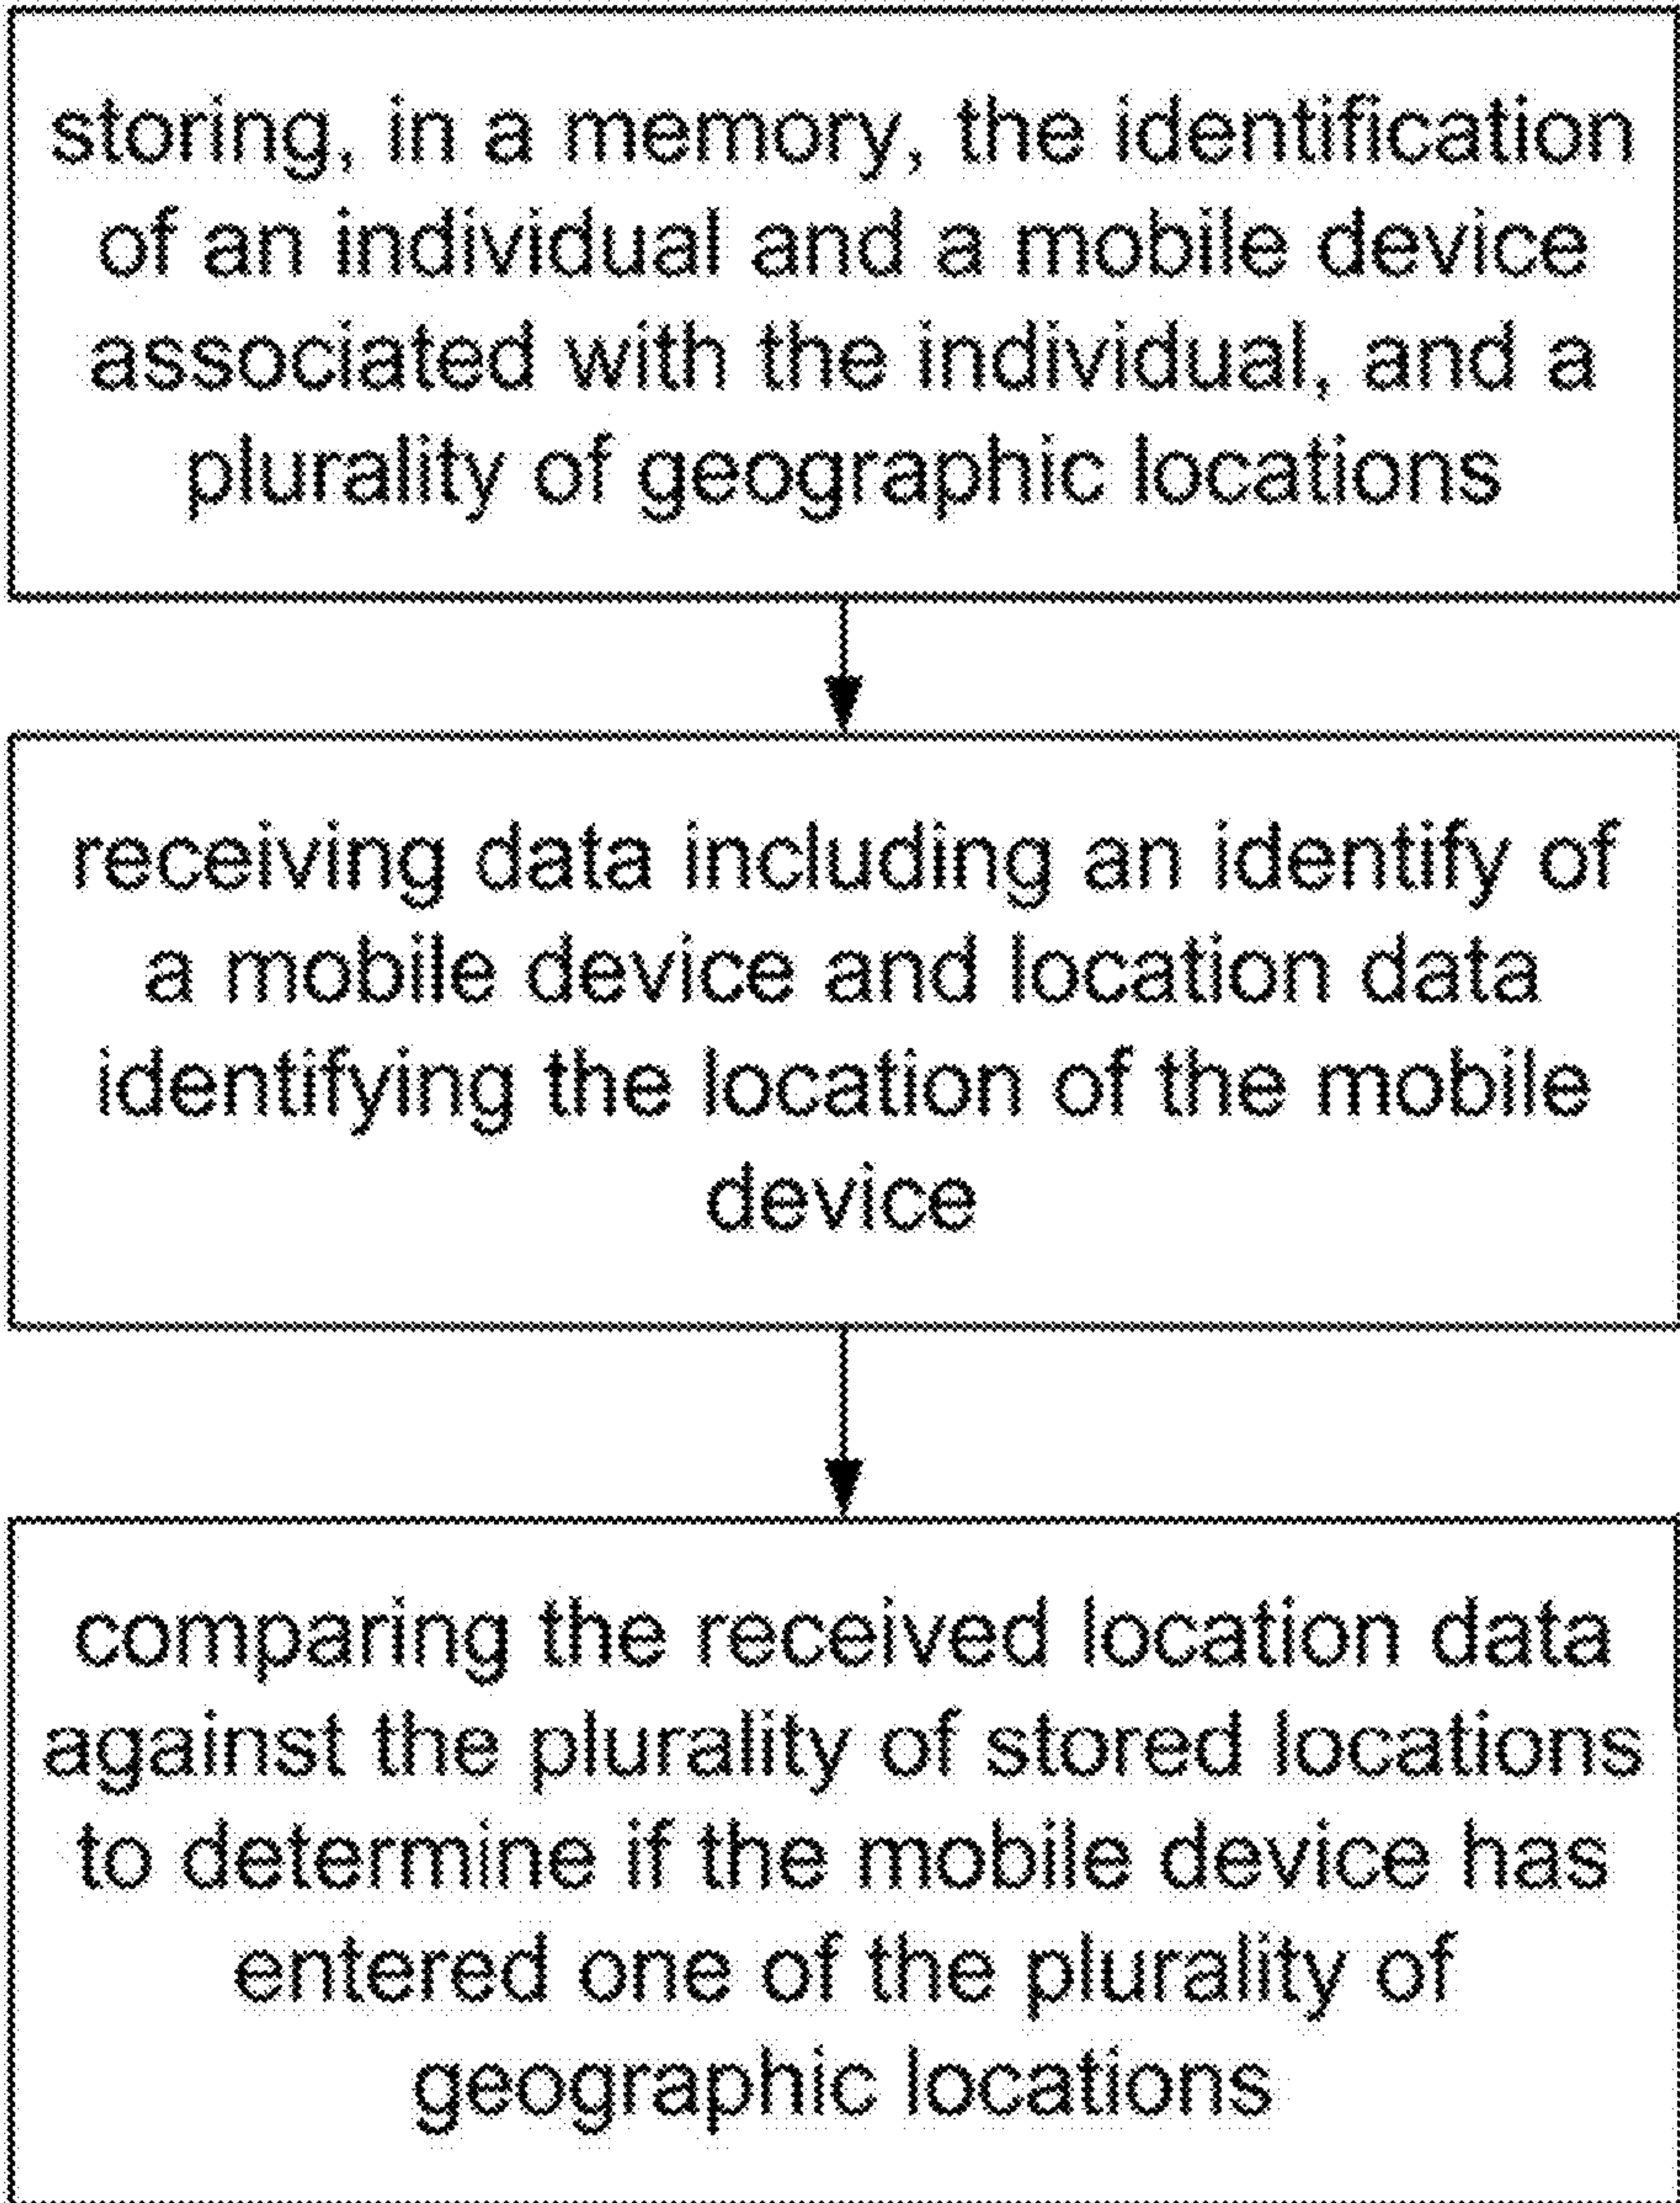 storing, in a memory, the identification
of an individual and a mobile device
associated with the individual, and a
plurality of geographic locations
receiving data including an identify of
a mobile device and location data
identifying the location of the mobile
device
comparing the received location data
against the plurality of stored locations
to determine if the mobile device has
entered one of the plurality of
geographic locations